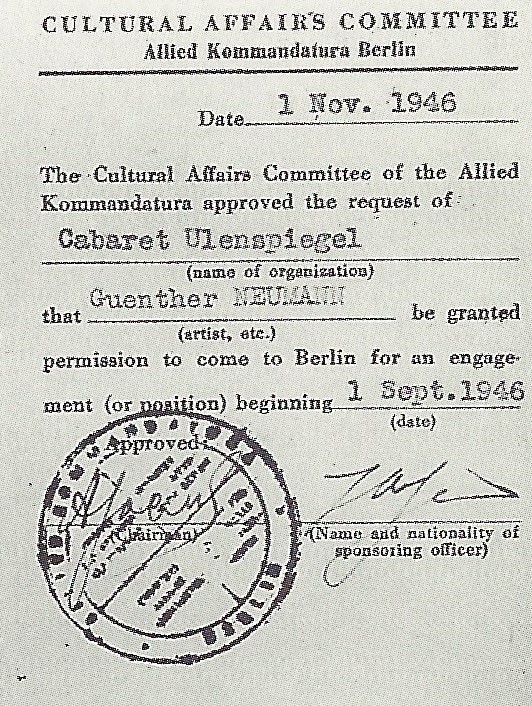 CULTURAL AFFAIR'S COMMITTEE
Allied Kommandatura Berlin
Date 1 Nov. 1946
The Cultural Affairs Committee of the Allied
Kommandatura approved the request of
Cabaret Ulenspiegel
(name of organization)
that Guenther NEUMANN be granted
(artist, etc.)
permission to come to Berlin for an engage-
ment (or position) beginning 1 Sept.1946
(date)
Approved:
(Chairman)
(Name and nationality of
sponsoring officer)